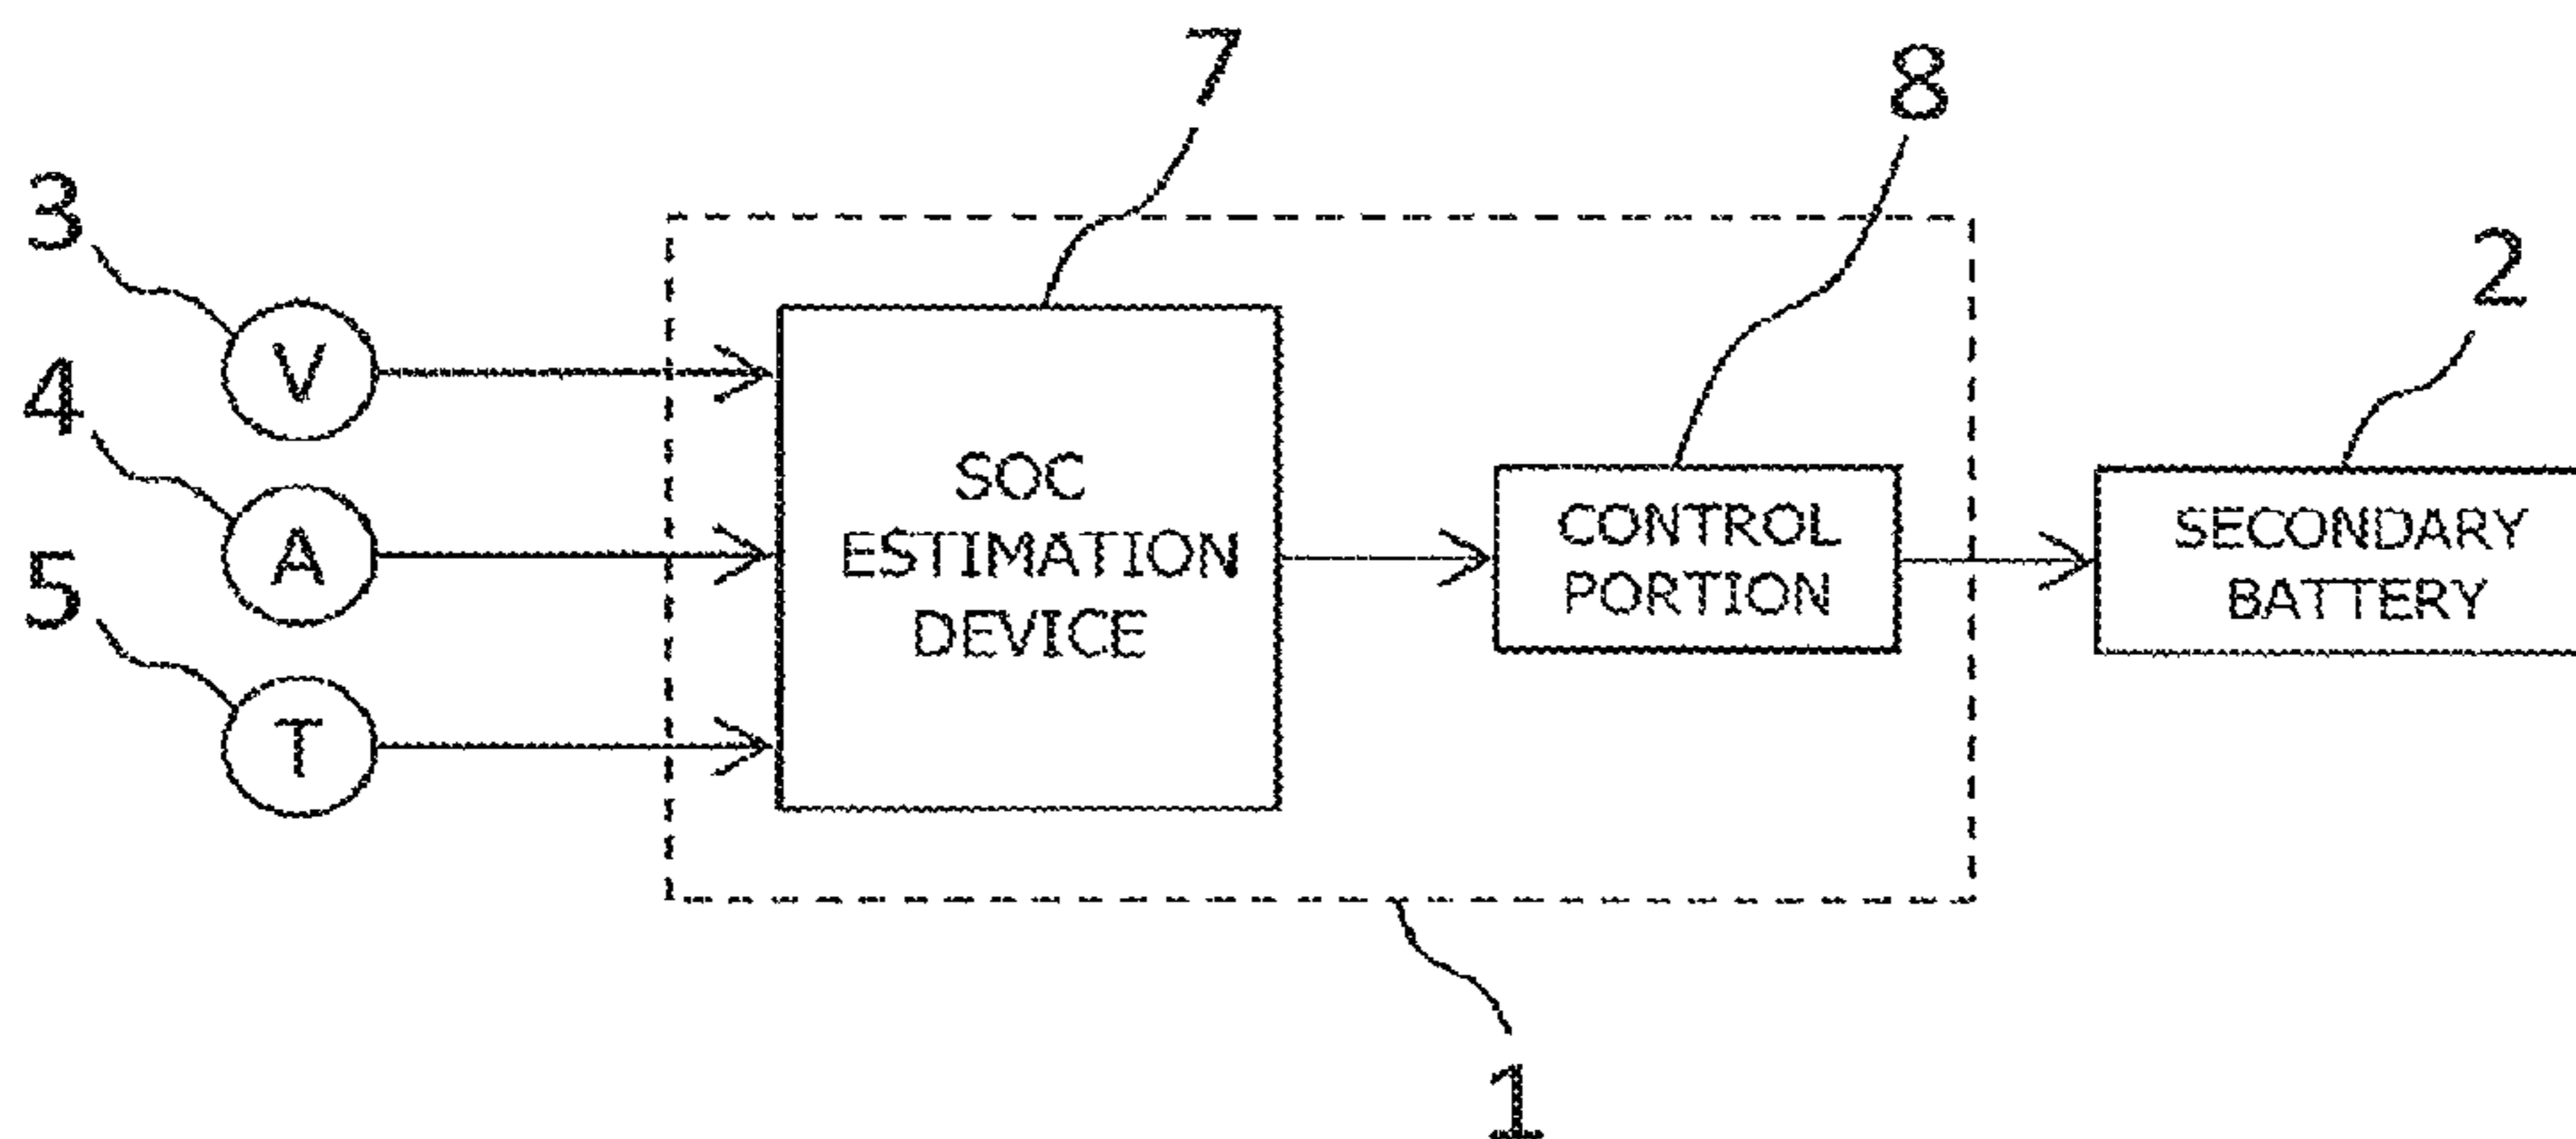 7
8
3
2
V
4
SOC
ESTIMATION
DEVICE
A
CONTROL
PORTION
SECONDARY
BATTERY
5
T
1